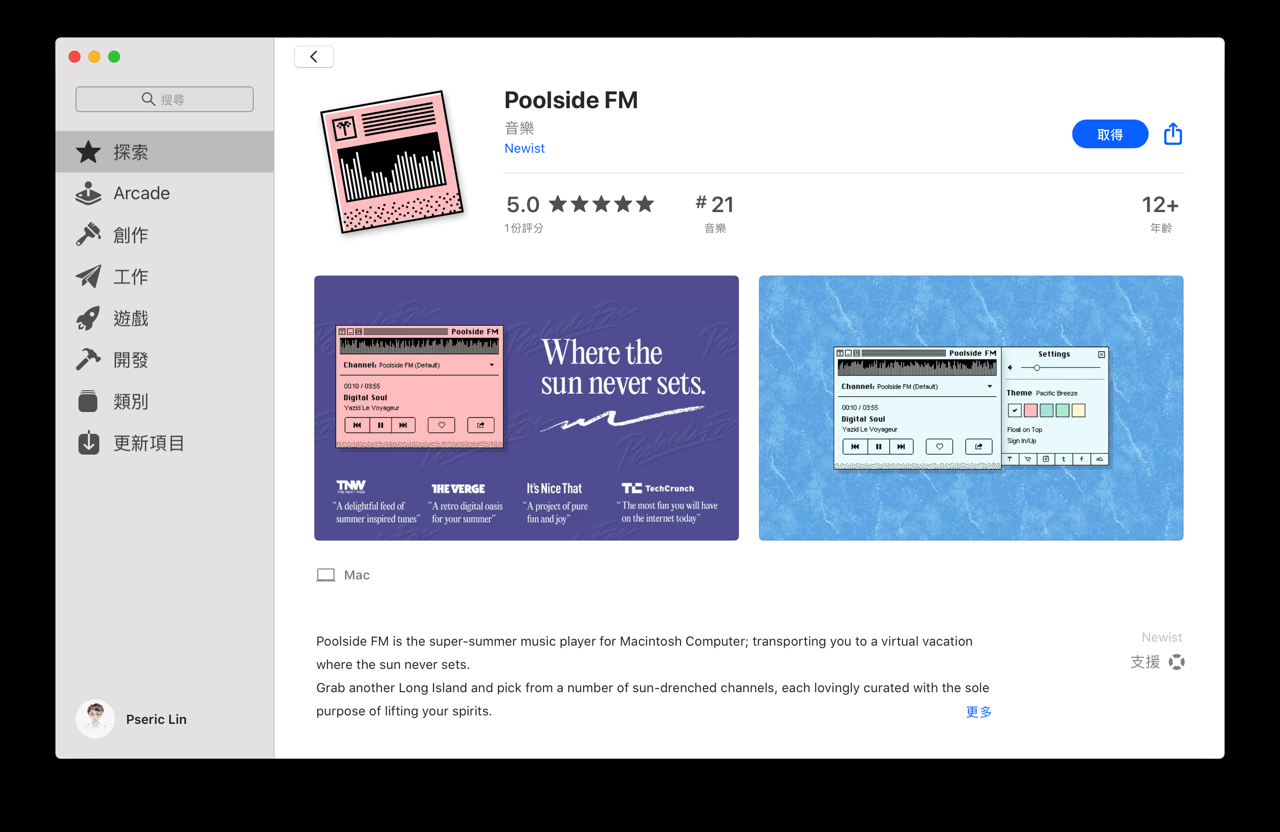 搜尋
探索
Arcade
創作
工作
遊戲
開發
類別
更新項目
Pseric Lin
Poolside FM
音樂
Newist
取得
5.0
1份評分
# 21
音樂
12+
年齡
Poolside FM
Channel: Poolside FM (Default)
00:10 / 03:55
Digital Soul
Yazid Le Voyageur
Where the
sun never sets.
TNW
THE NEXT WEB
"A delightful feed of
summer inspired tunes"
THE VERGE
"A retro digital oasis
for your summer"
It's Nice That
"A project of pure
fun and joy"
TechCrunch
"The most fun you will have
on the internet today"
Poolside FM
Channel: Poolside FM (Default)
00:10 / 03:55
Digital Soul
Yazid Le Voyageur
Settings
Theme Pacific Breeze
Float on Top
Sign In/Up
Mac
Poolside FM is the super-summer music player for Macintosh Computer; transporting you to a virtual vacation
where the sun never sets.
Grab another Long Island and pick from a number of sun-drenched channels, each lovingly curated with the sole
purpose of lifting your spirits.
更多
Newist
支援